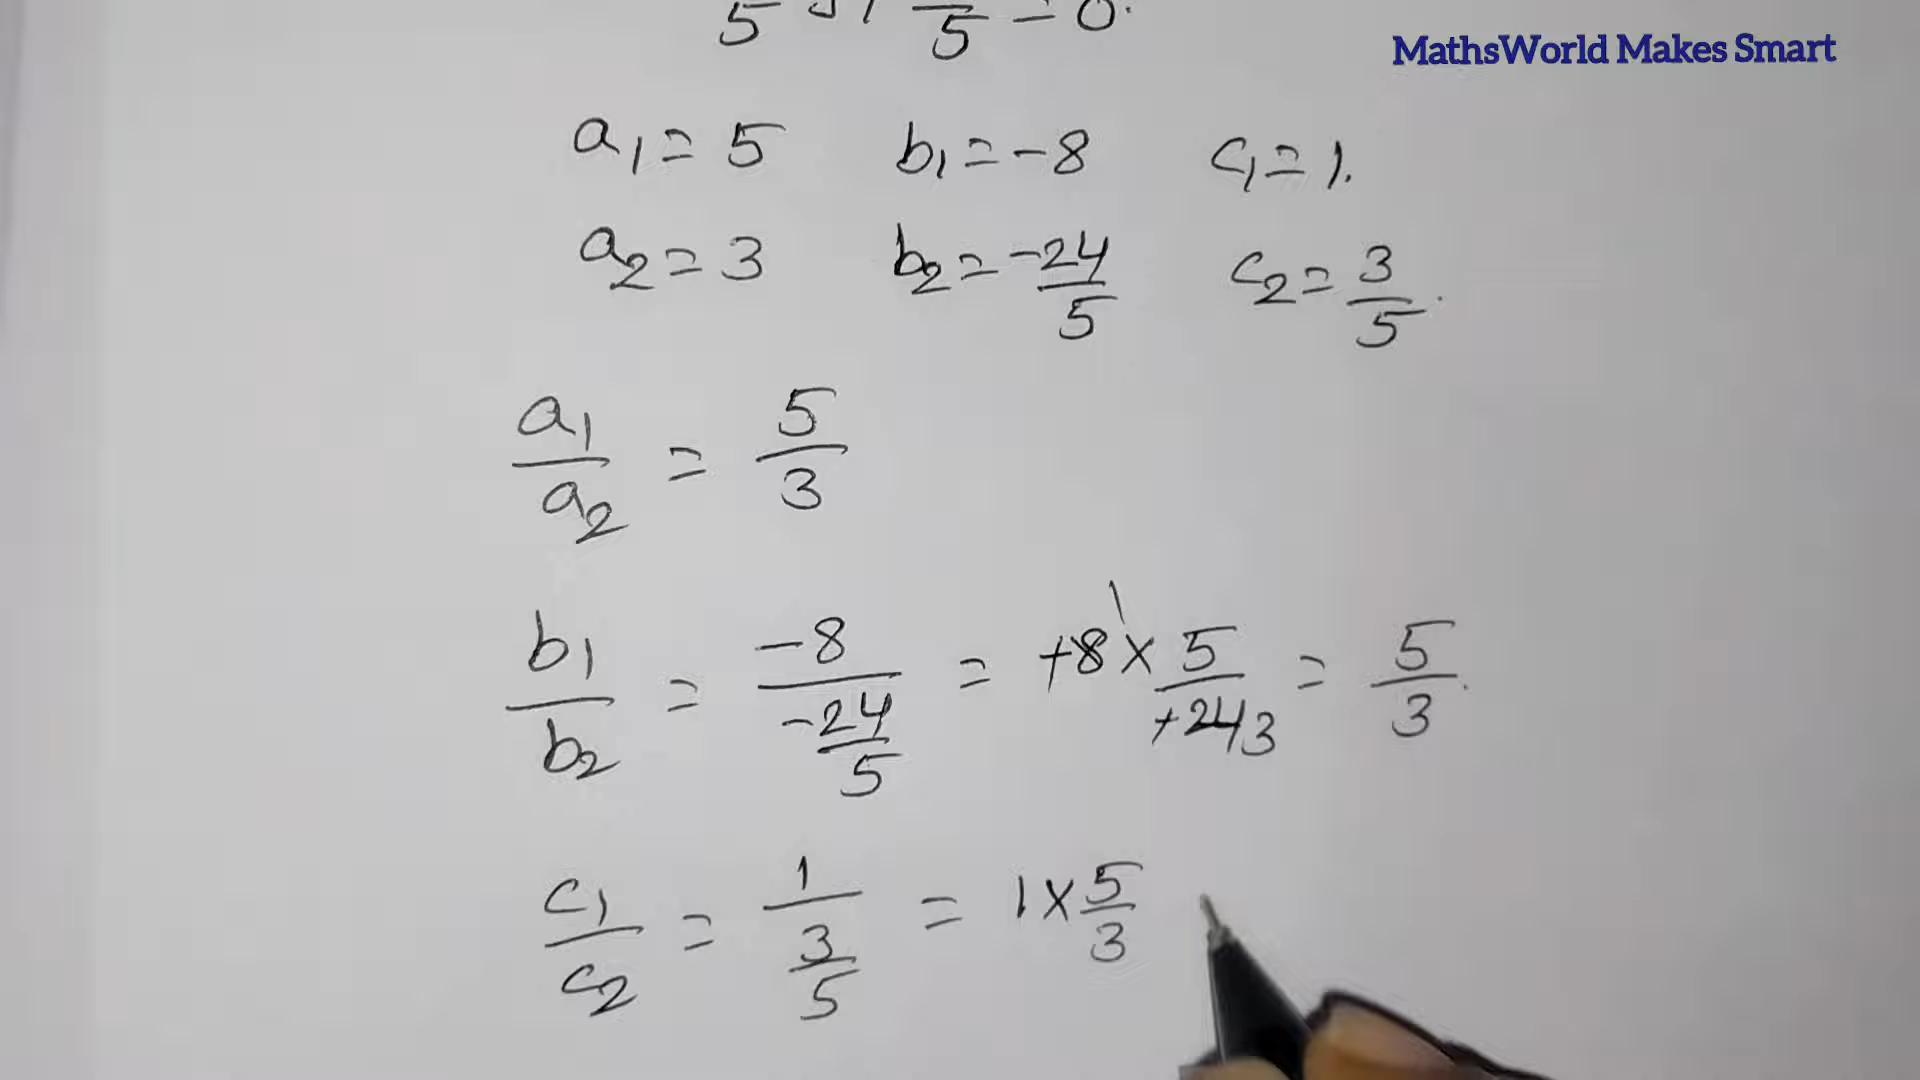 MathsWorld Makes Smart
a₁ = 5 b₁ = -8 c₁ = 1.
a₂ = 3 b₂ = -24/5 c₂ = 3/5.
a₁/a₂ = 5/3
b₁/b₂ = -8/(-24/5) = +8 1 × 5/+24 3 = 5/3.
c₁/c₂ = 1/(3/5) = 1 × 5/3